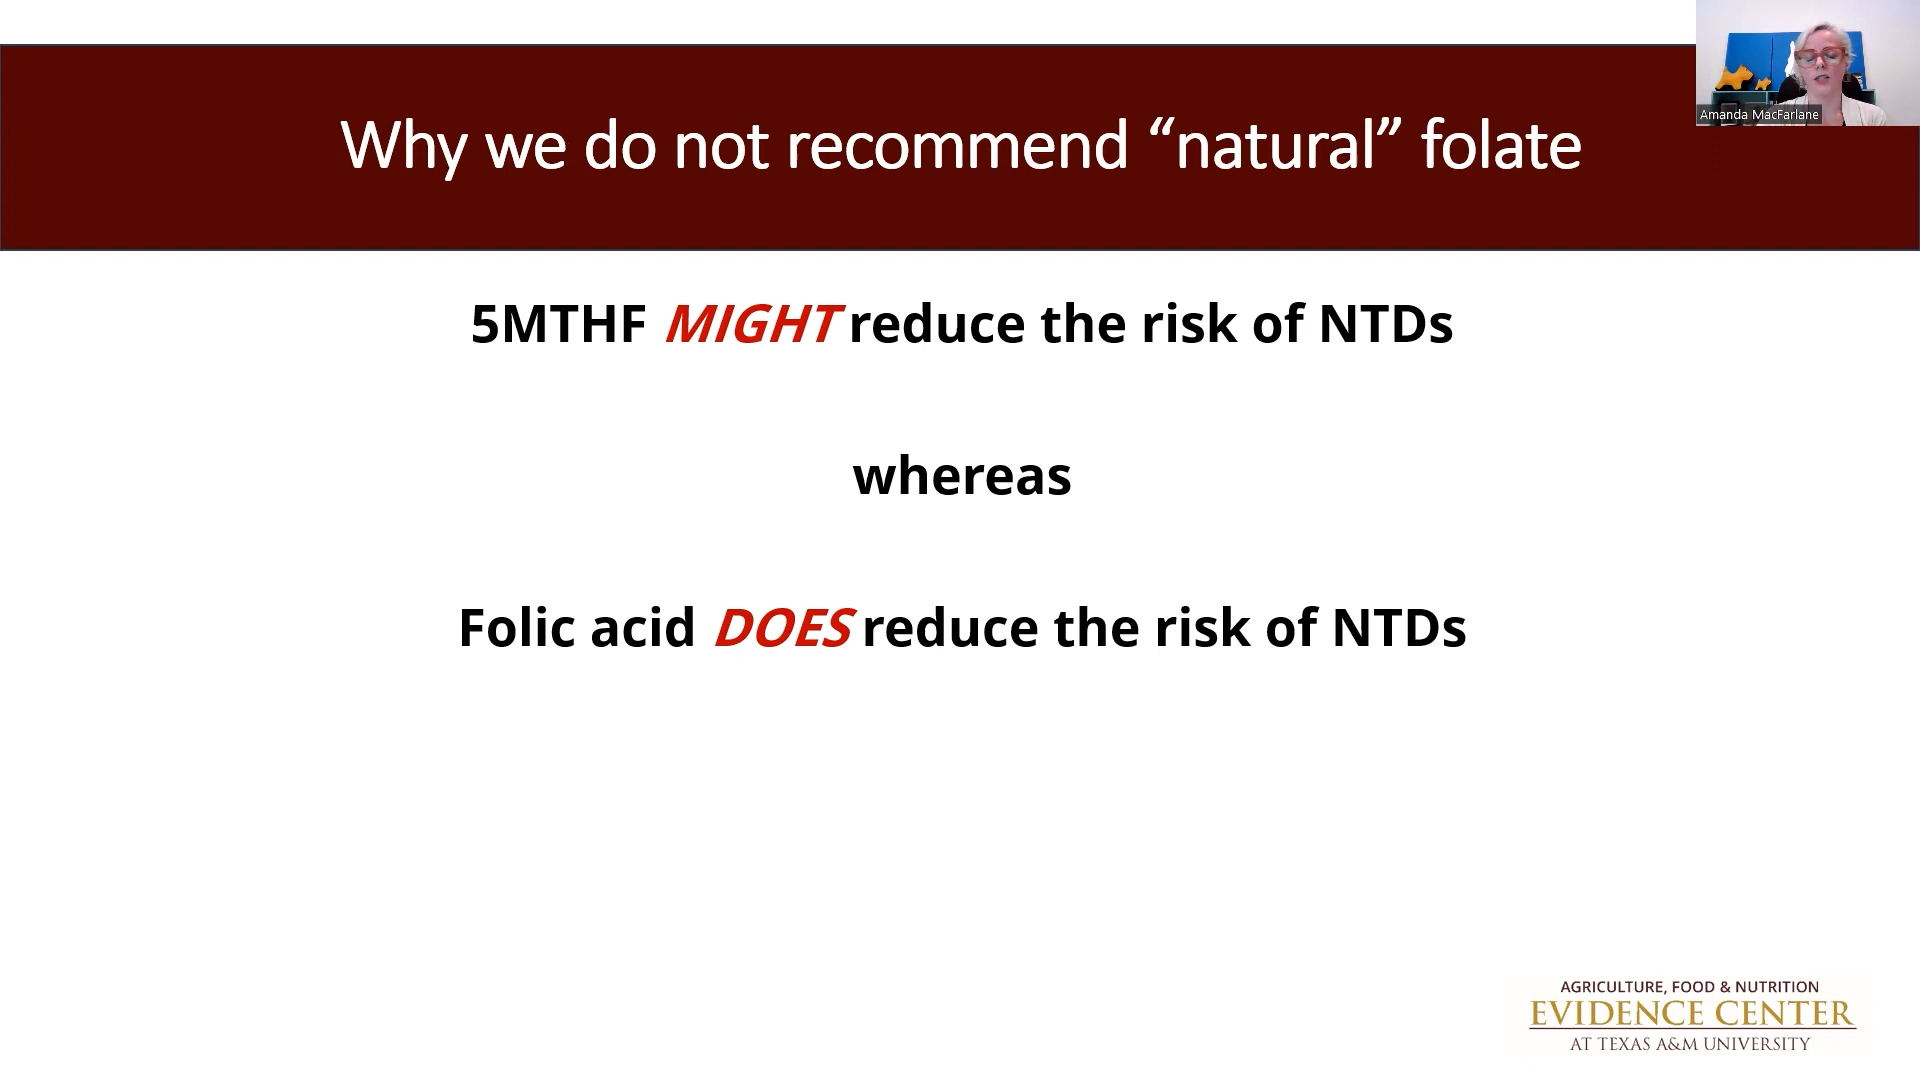 Amanda MacFarlane
Why we do not recommend “natural” folate
5MTHF MIGHT reduce the risk of NTDs
whereas
Folic acid DOES reduce the risk of NTDs
AGRICULTURE, FOOD & NUTRITION
EVIDENCE CENTER
AT TEXAS A&M UNIVERSITY